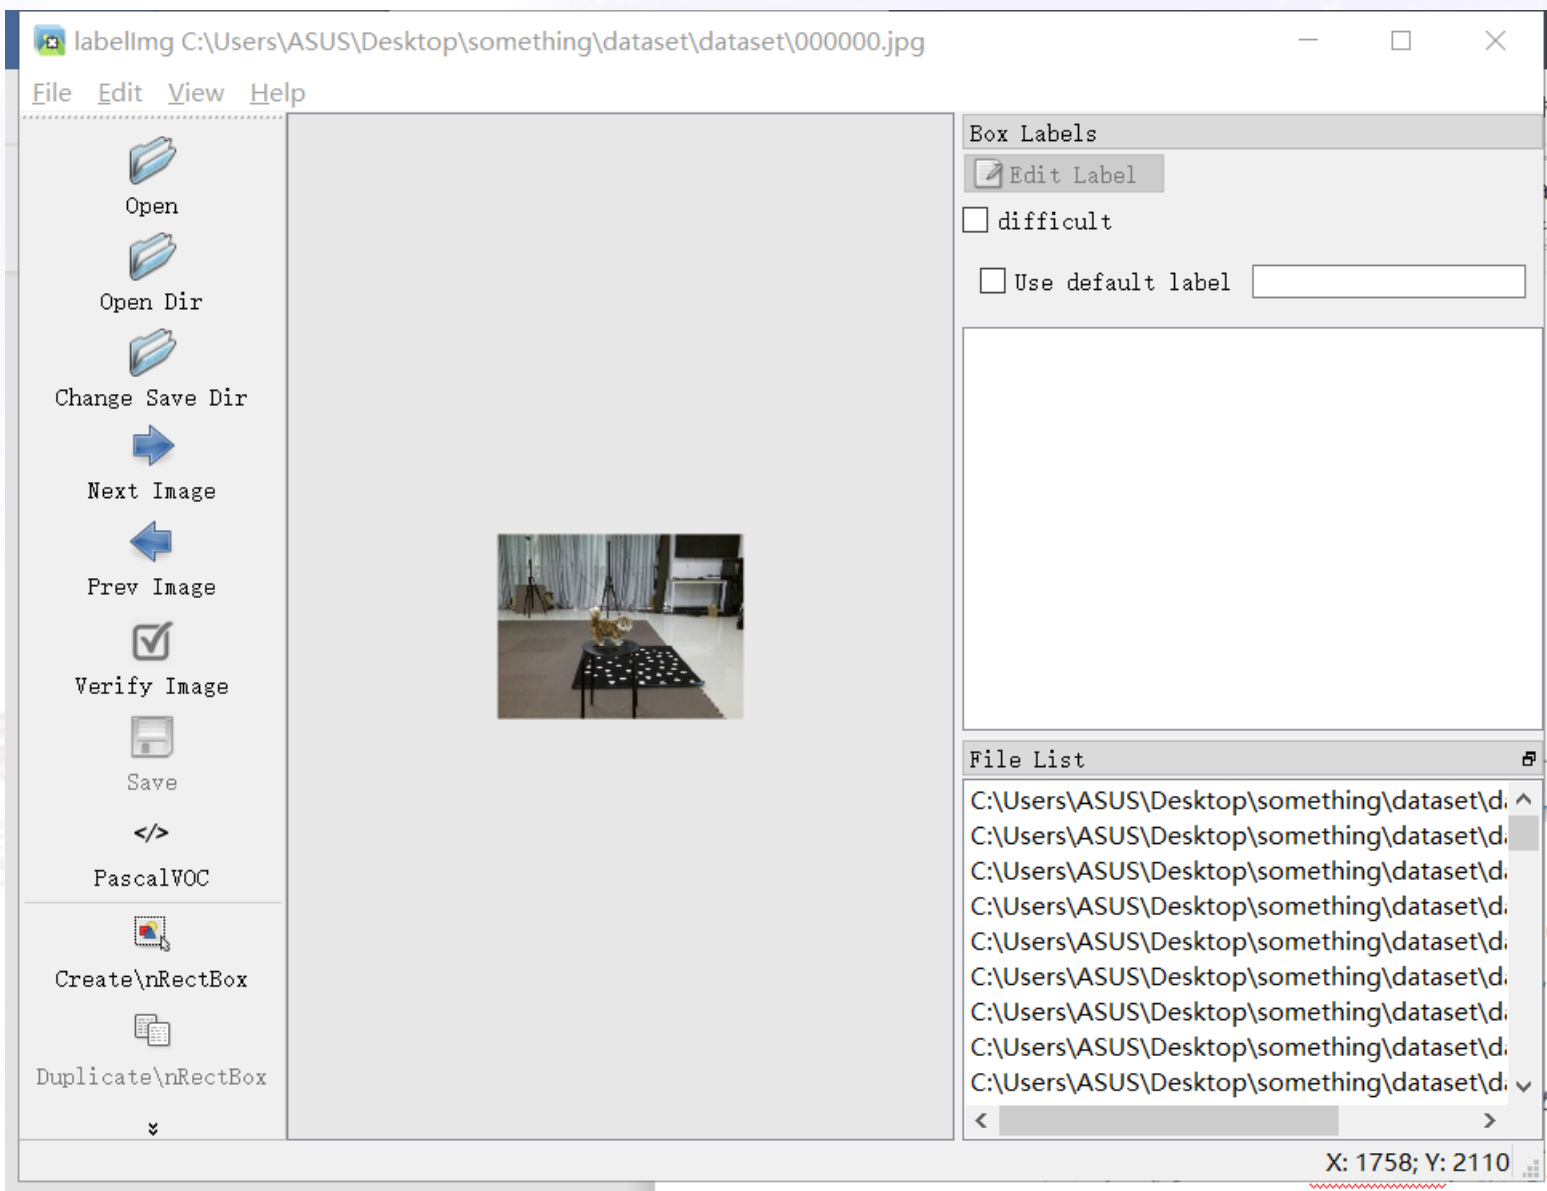 labelImg C:\Users\ASUS\Desktop\something\dataset\dataset\000000.jpg
File Edit View Help
Open
Open Dir
Change Save Dir
Next Image
Prev Image
Verify Image
Save
</>
PascalVOC
Create\nRectBox
Duplicate\nRectBox
Box Labels
Edit Label
difficult
Use default label
File List
C:\Users\ASUS\Desktop\something\dataset\d
C:\Users\ASUS\Desktop\something\dataset\d
C:\Users\ASUS\Desktop\something\dataset\d
C:\Users\ASUS\Desktop\something\dataset\d
C:\Users\ASUS\Desktop\something\dataset\d
C:\Users\ASUS\Desktop\something\dataset\d
C:\Users\ASUS\Desktop\something\dataset\d
C:\Users\ASUS\Desktop\something\dataset\d
C:\Users\ASUS\Desktop\something\dataset\d
X: 1758; Y: 2110